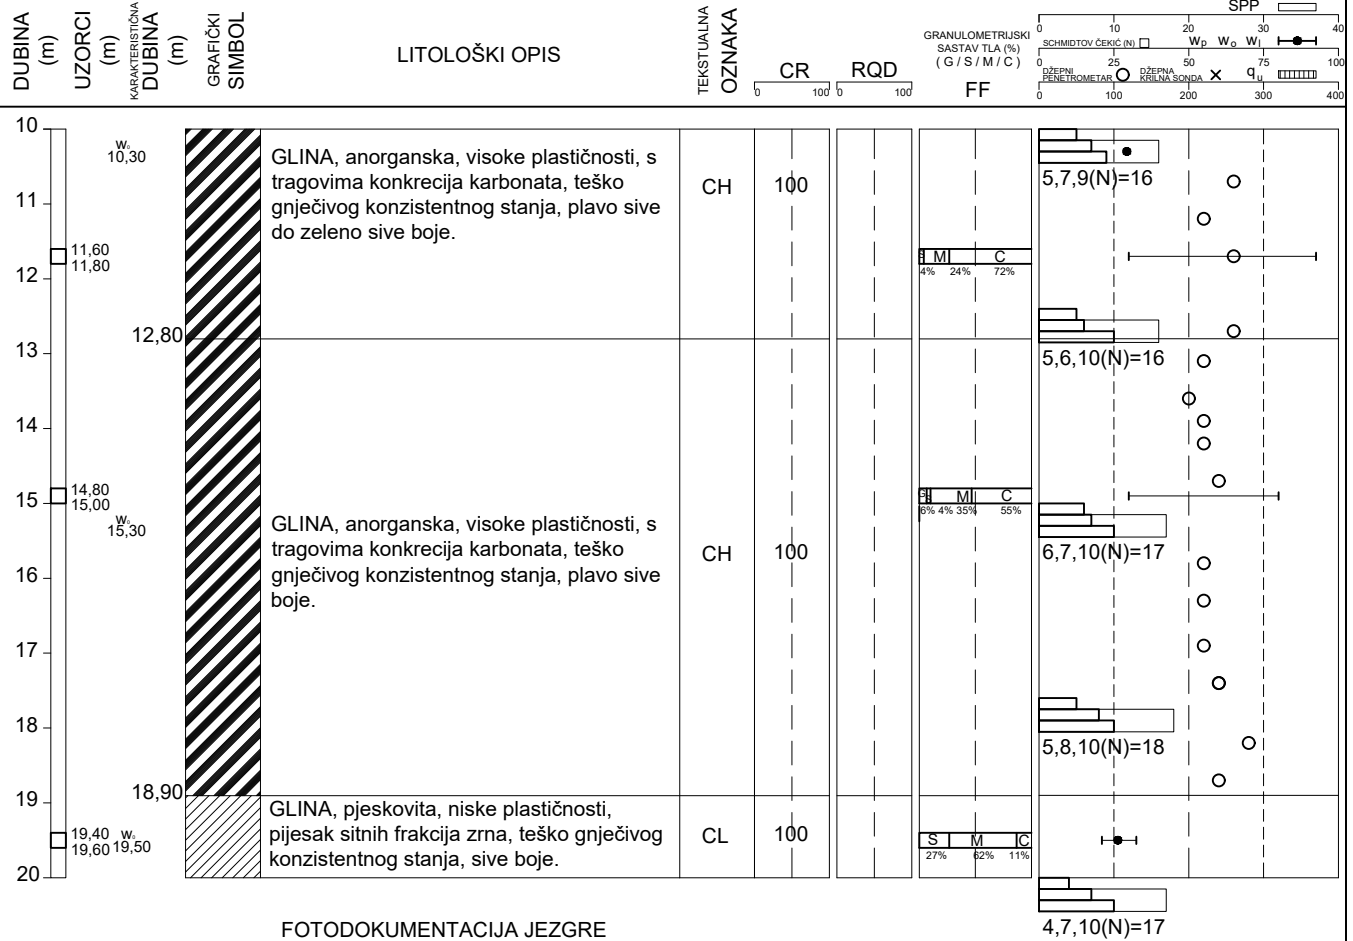 DUBINA
(m)
UZORCI
(m)
KARAKTERISTIČNA
DUBINA
(m)
GRAFIČKI
SIMBOL
LITOLOŠKI OPIS
TEKSTUALNA
OZNAKA
CR
0 100
RQD
0 100
GRANULOMETRIJSKI
SASTAV TLA (%)
( G / S / M / C )
FF
SPP
0 10 20 30 40
SCHMIDTOV ČEKIĆ (N)
wp wo wl
0 25 50 75 100
DŽEPNI
PENETROMETAR
DŽEPNA
KRILNA SONDA
qu
0 100 200 300 400
10
11
12
13
14
15
16
17
18
19
20
w₀
10,30
11,60
11,80
12,80
14,80
15,00
w₀
15,30
18,90
19,40
19,60
w₀
19,50
GLINA, anorganska, visoke plastičnosti, s
tragovima konkrecija karbonata, teško
gnječivog konzistentnog stanja, plavo sive
do zeleno sive boje.
CH
100
S M C
4% 24% 72%
5,7,9(N)=16
5,6,10(N)=16
GLINA, anorganska, visoke plastičnosti, s
tragovima konkrecija karbonata, teško
gnječivog konzistentnog stanja, plavo sive
boje.
CH
100
G S M C
6% 4% 35% 55%
6,7,10(N)=17
5,8,10(N)=18
GLINA, pjeskovita, niske plastičnosti,
pijesak sitnih frakcija zrna, teško gnječivog
konzistentnog stanja, sive boje.
CL
100
S M C
27% 62% 11%
4,7,10(N)=17
FOTODOKUMENTACIJA JEZGRE